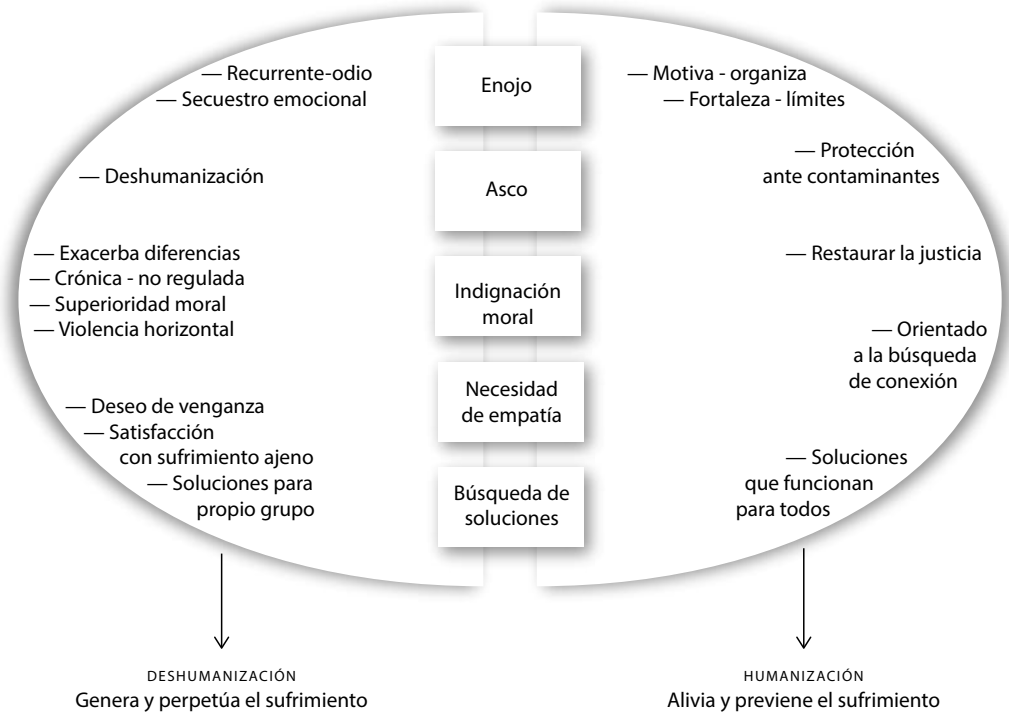 — Recurrente-odio
— Secuestro emocional
— Deshumanización
— Exacerba diferencias
— Crónica - no regulada
— Superioridad moral
— Violencia horizontal
— Deseo de venganza
— Satisfacción
con sufrimiento ajeno
— Soluciones para
propio grupo
Enojo
Asco
Indignación
moral
Necesidad
de empatía
Búsqueda de
soluciones
— Motiva - organiza
— Fortaleza - límites
— Protección
ante contaminantes
— Restaurar la justicia
— Orientado
a la búsqueda
de conexión
— Soluciones
que funcionan
para todos
DESHUMANIZACIÓN
Genera y perpetúa el sufrimiento
HUMANIZACIÓN
Alivia y previene el sufrimiento